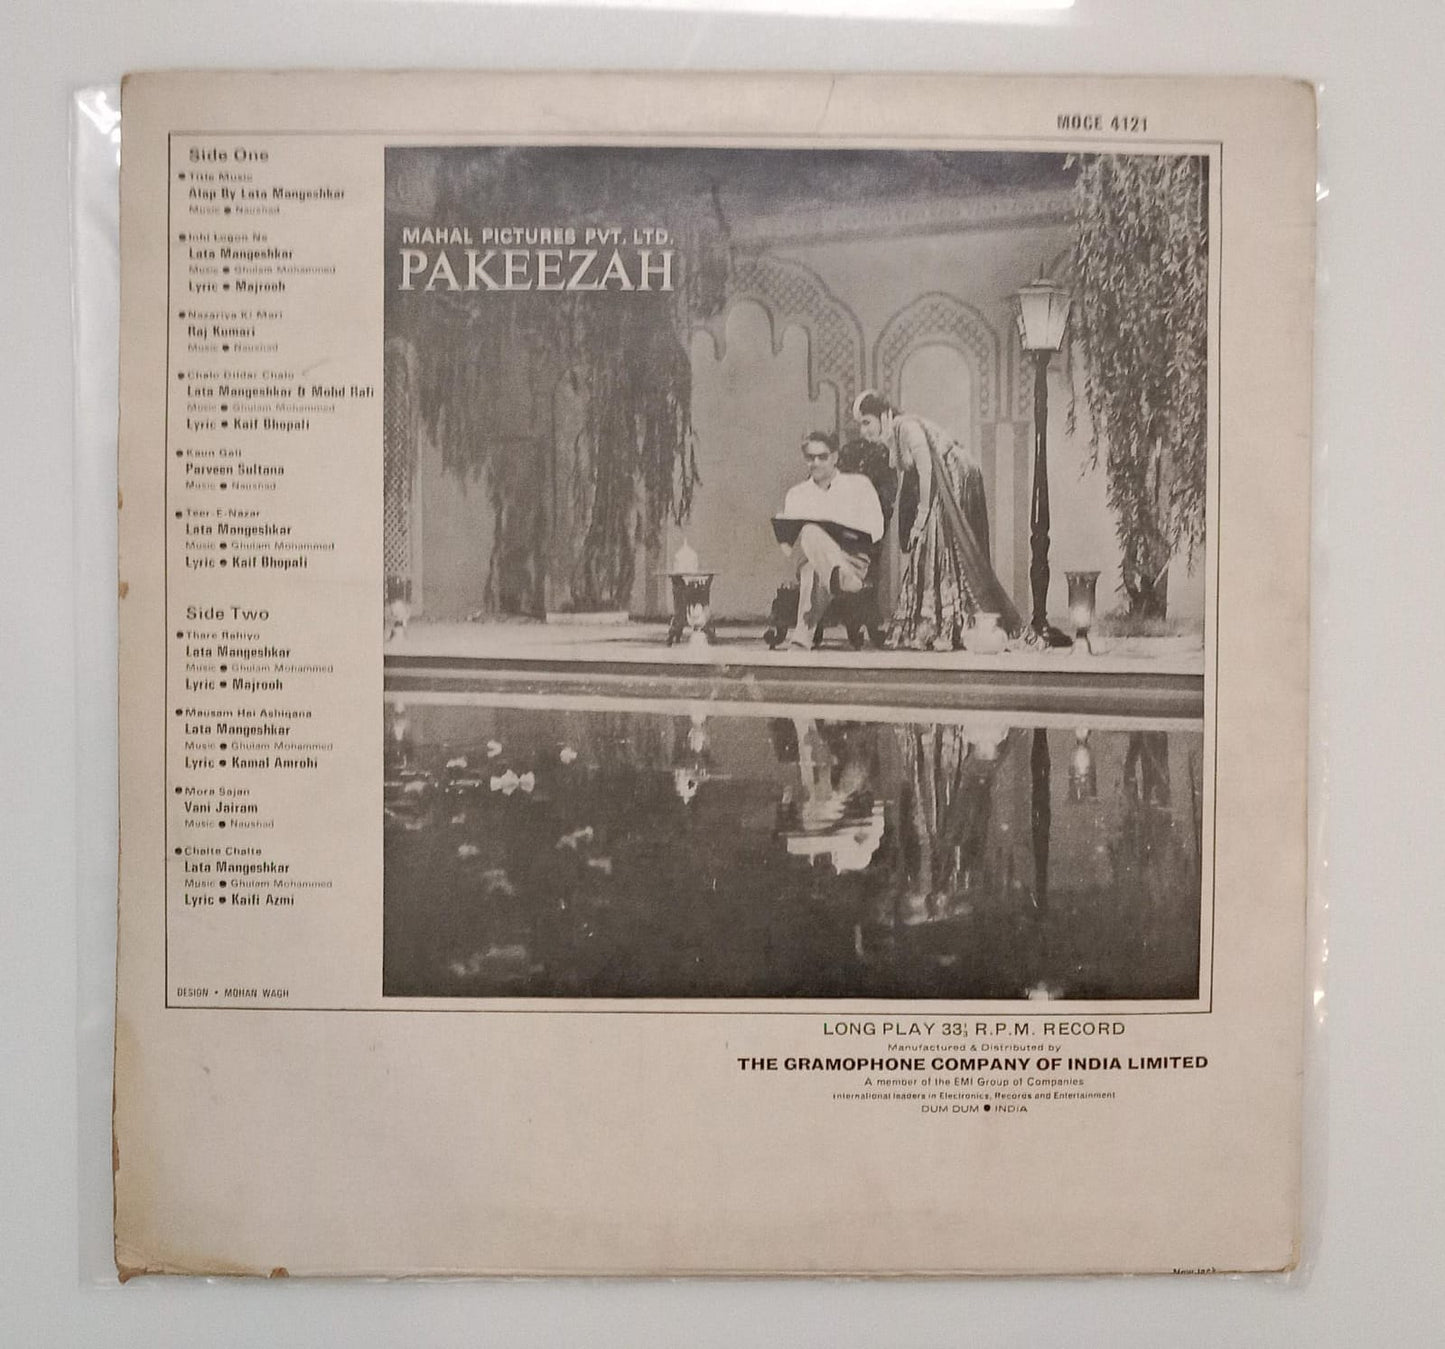 MOCE 4121
Side One
● Title Music
Alap By Lata Mangeshkar
Music ● Naushad
● Inhi Logon Ne
Lata Mangeshkar
Music ● Ghulam Mohammed
Lyric ● Majrooh
● Nazariya Ki Mari
Raj Kumari
Music ● Naushad
● Chalo Dildar Chalo
Lata Mangeshkar & Mohd Rafi
Music ● Ghulam Mohammed
Lyric ● Kaif Bhopali
● Kaun Gali
Parveen Sultana
Music ● Naushad
● Teer-E-Nazar
Lata Mangeshkar
Music ● Ghulam Mohammed
Lyric ● Kaif Bhopali
Side Two
● Thare Rahiyo
Lata Mangeshkar
Music ● Ghulam Mohammed
Lyric ● Majrooh
● Mausam Hai Ashiqana
Lata Mangeshkar
Music ● Ghulam Mohammed
Lyric ● Kamal Amrohi
● Mora Sajan
Vani Jairam
Music ● Naushad
● Chalte Chalte
Lata Mangeshkar
Music ● Ghulam Mohammed
Lyric ● Kaifi Azmi
DESIGN • MOHAN WAGH
MAHAL PICTURES PVT. LTD.
PAKEEZAH
LONG PLAY 33⅓ R.P.M. RECORD
Manufactured & Distributed by
THE GRAMOPHONE COMPANY OF INDIA LIMITED
A member of the EMI Group of Companies
International leaders in Electronics, Records and Entertainment
DUM DUM ● INDIA